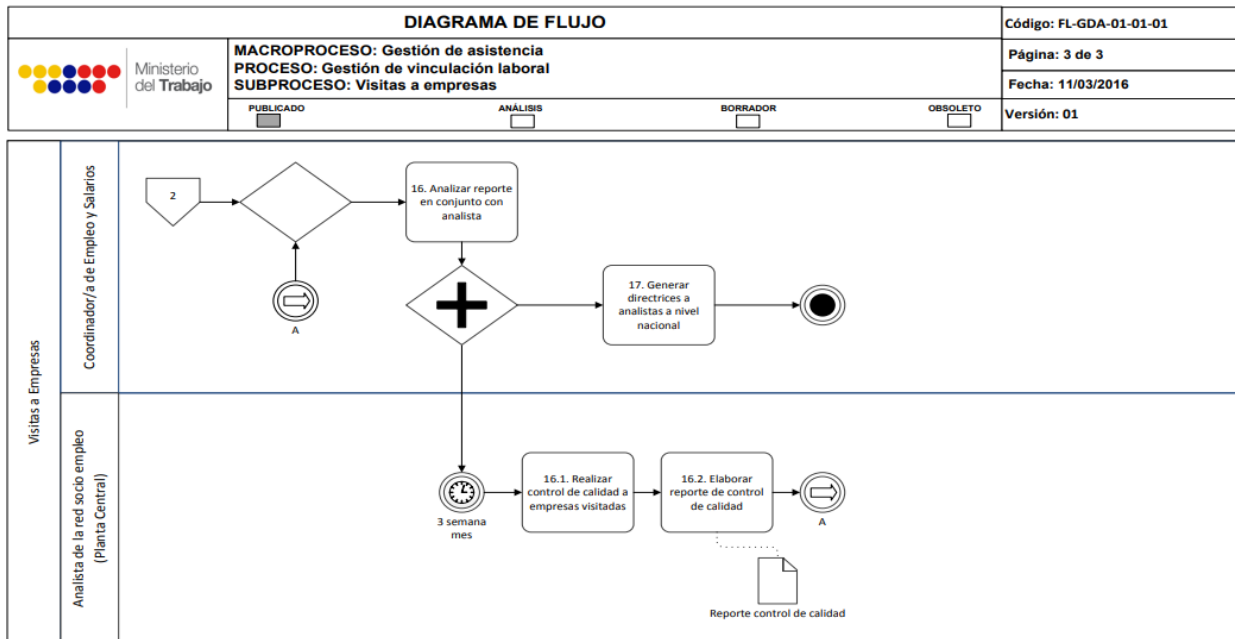 DIAGRAMA DE FLUJO
Código: FL-GDA-01-01-01
Ministerio
del Trabajo
MACROPROCESO: Gestión de asistencia
PROCESO: Gestión de vinculación laboral
SUBPROCESO: Visitas a empresas
Página: 3 de 3
Fecha: 11/03/2016
PUBLICADO
ANÁLISIS
BORRADOR
OBSOLETO
Versión: 01
Visitas a Empresas
Coordinador/a de Empleo y Salarios
2
16. Analizar reporte
en conjunto con
analista
A
17. Generar
directrices a
analistas a nivel
nacional
Analista de la red socio empleo
(Planta Central)
3 semana
mes
16.1. Realizar
control de calidad a
empresas visitadas
16.2. Elaborar
reporte de control
de calidad
A
Reporte control de calidad